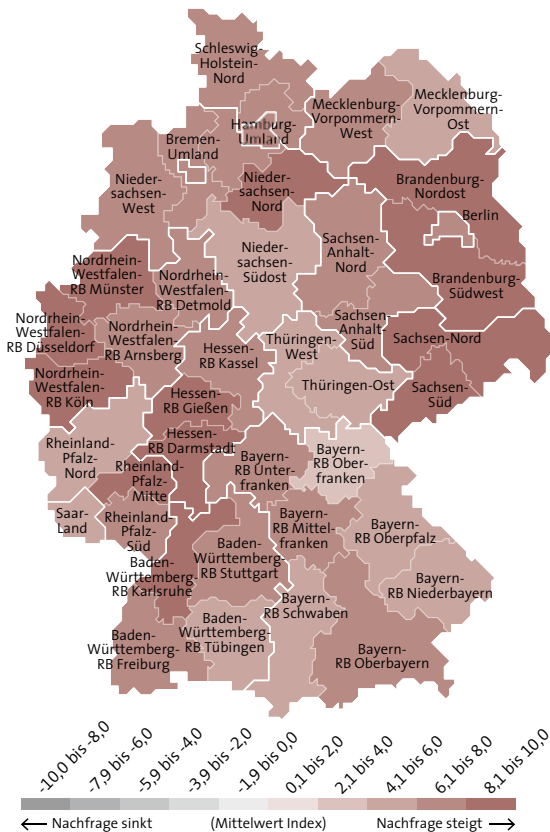 Schleswig-
Holstein-
Nord
Mecklenburg-
Vorpommern-
Ost
Mecklenburg-
Vorpommern-
West
Hamburg-
Umland
Bremen-
Umland
Nieder-
sachsen-
West
Nieder-
sachsen-
Nord
Brandenburg-
Nordost
Berlin
Nieder-
sachsen-
Südost
Sachsen-
Anhalt-
Nord
Nordrhein-
Westfalen-
RB Münster
Nordrhein-
Westfalen-
RB Detmold
Brandenburg-
Südwest
Nordrhein-
Westfalen-
RB Düsseldorf
Nordrhein-
Westfalen-
RB Arnsberg
Sachsen-
Anhalt-
Süd
Sachsen-Nord
Hessen-
RB Kassel
Thüringen-
West
Thüringen-Ost
Sachsen-
Süd
Nordrhein-
Westfalen-
RB Köln
Hessen-
RB Gießen
Hessen-
RB Darmstadt
Rheinland-
Pfalz-
Nord
Rheinland-
Pfalz-
Mitte
Bayern-
RB Unter-
franken
Bayern-
RB Ober-
franken
Saar-
Land
Rheinland-
Pfalz-
Süd
Bayern-
RB Mittel-
franken
Bayern-
RB Oberpfalz
Baden-
Württemberg-
RB Stuttgart
Baden-
Württemberg-
RB Karlsruhe
Bayern-
RB Niederbayern
Bayern-
RB Schwaben
Baden-
Württemberg-
RB Tübingen
Baden-
Württemberg-
RB Freiburg
Bayern-
RB Oberbayern
-10,0 bis -8,0
-7,9 bis -6,0
-5,9 bis -4,0
-3,9 bis -2,0
-1,9 bis 0,0
0,1 bis 2,0
2,1 bis 4,0
4,1 bis 6,0
6,1 bis 8,0
8,1 bis 10,0
← Nachfrage sinkt
(Mittelwert Index)
Nachfrage steigt →